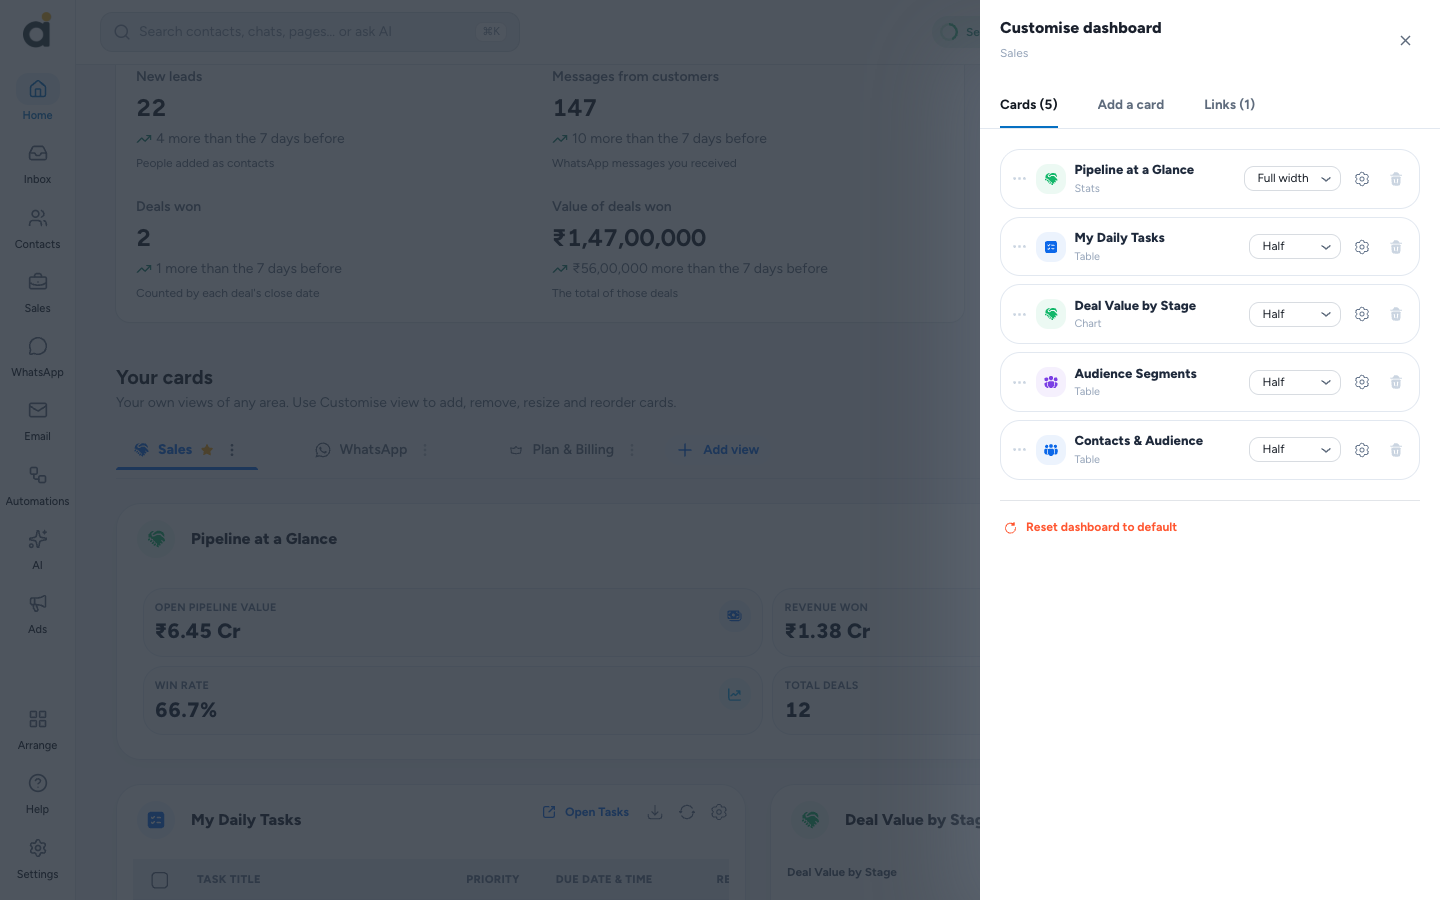 Search contacts, chats, pages... or ask AI
⌘K
Se
Home
Inbox
Contacts
Sales
WhatsApp
Email
Automations
AI
Ads
Arrange
Help
Settings
New leads
22
4 more than the 7 days before
People added as contacts
Messages from customers
147
10 more than the 7 days before
WhatsApp messages you received
Deals won
2
1 more than the 7 days before
Counted by each deal's close date
Value of deals won
₹1,47,00,000
₹56,00,000 more than the 7 days before
The total of those deals
Your cards
Your own views of any area. Use Customise view to add, remove, resize and reorder cards.
Sales
WhatsApp
Plan & Billing
Add view
Pipeline at a Glance
OPEN PIPELINE VALUE
₹6.45 Cr
REVENUE WON
₹1.38 Cr
WIN RATE
66.7%
TOTAL DEALS
12
My Daily Tasks
Open Tasks
TASK TITLE
PRIORITY
DUE DATE & TIME
RE
Deal Value by Stag
Deal Value by Stage
Customise dashboard
Sales
Cards (5)
Add a card
Links (1)
Pipeline at a Glance
Stats
Full width
My Daily Tasks
Table
Half
Deal Value by Stage
Chart
Half
Audience Segments
Table
Half
Contacts & Audience
Table
Half
Reset dashboard to default